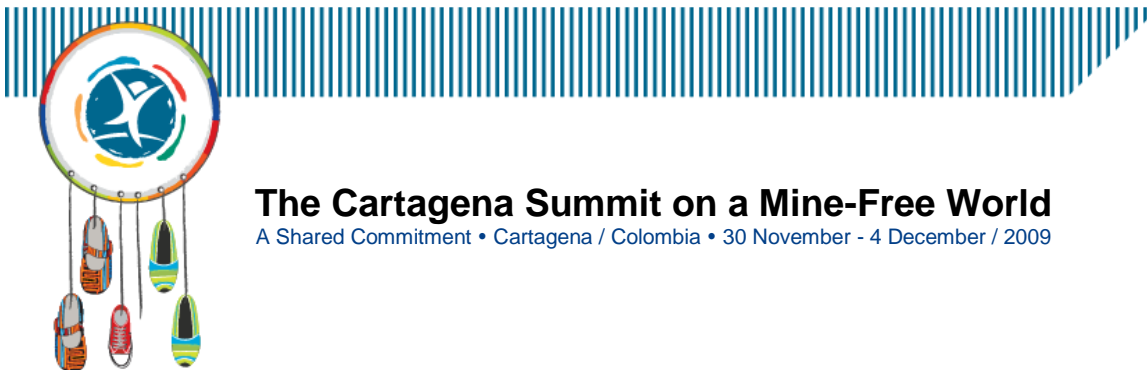 The Cartagena Summit on a Mine-Free World
A Shared Commitment • Cartagena / Colombia • 30 November - 4 December / 2009